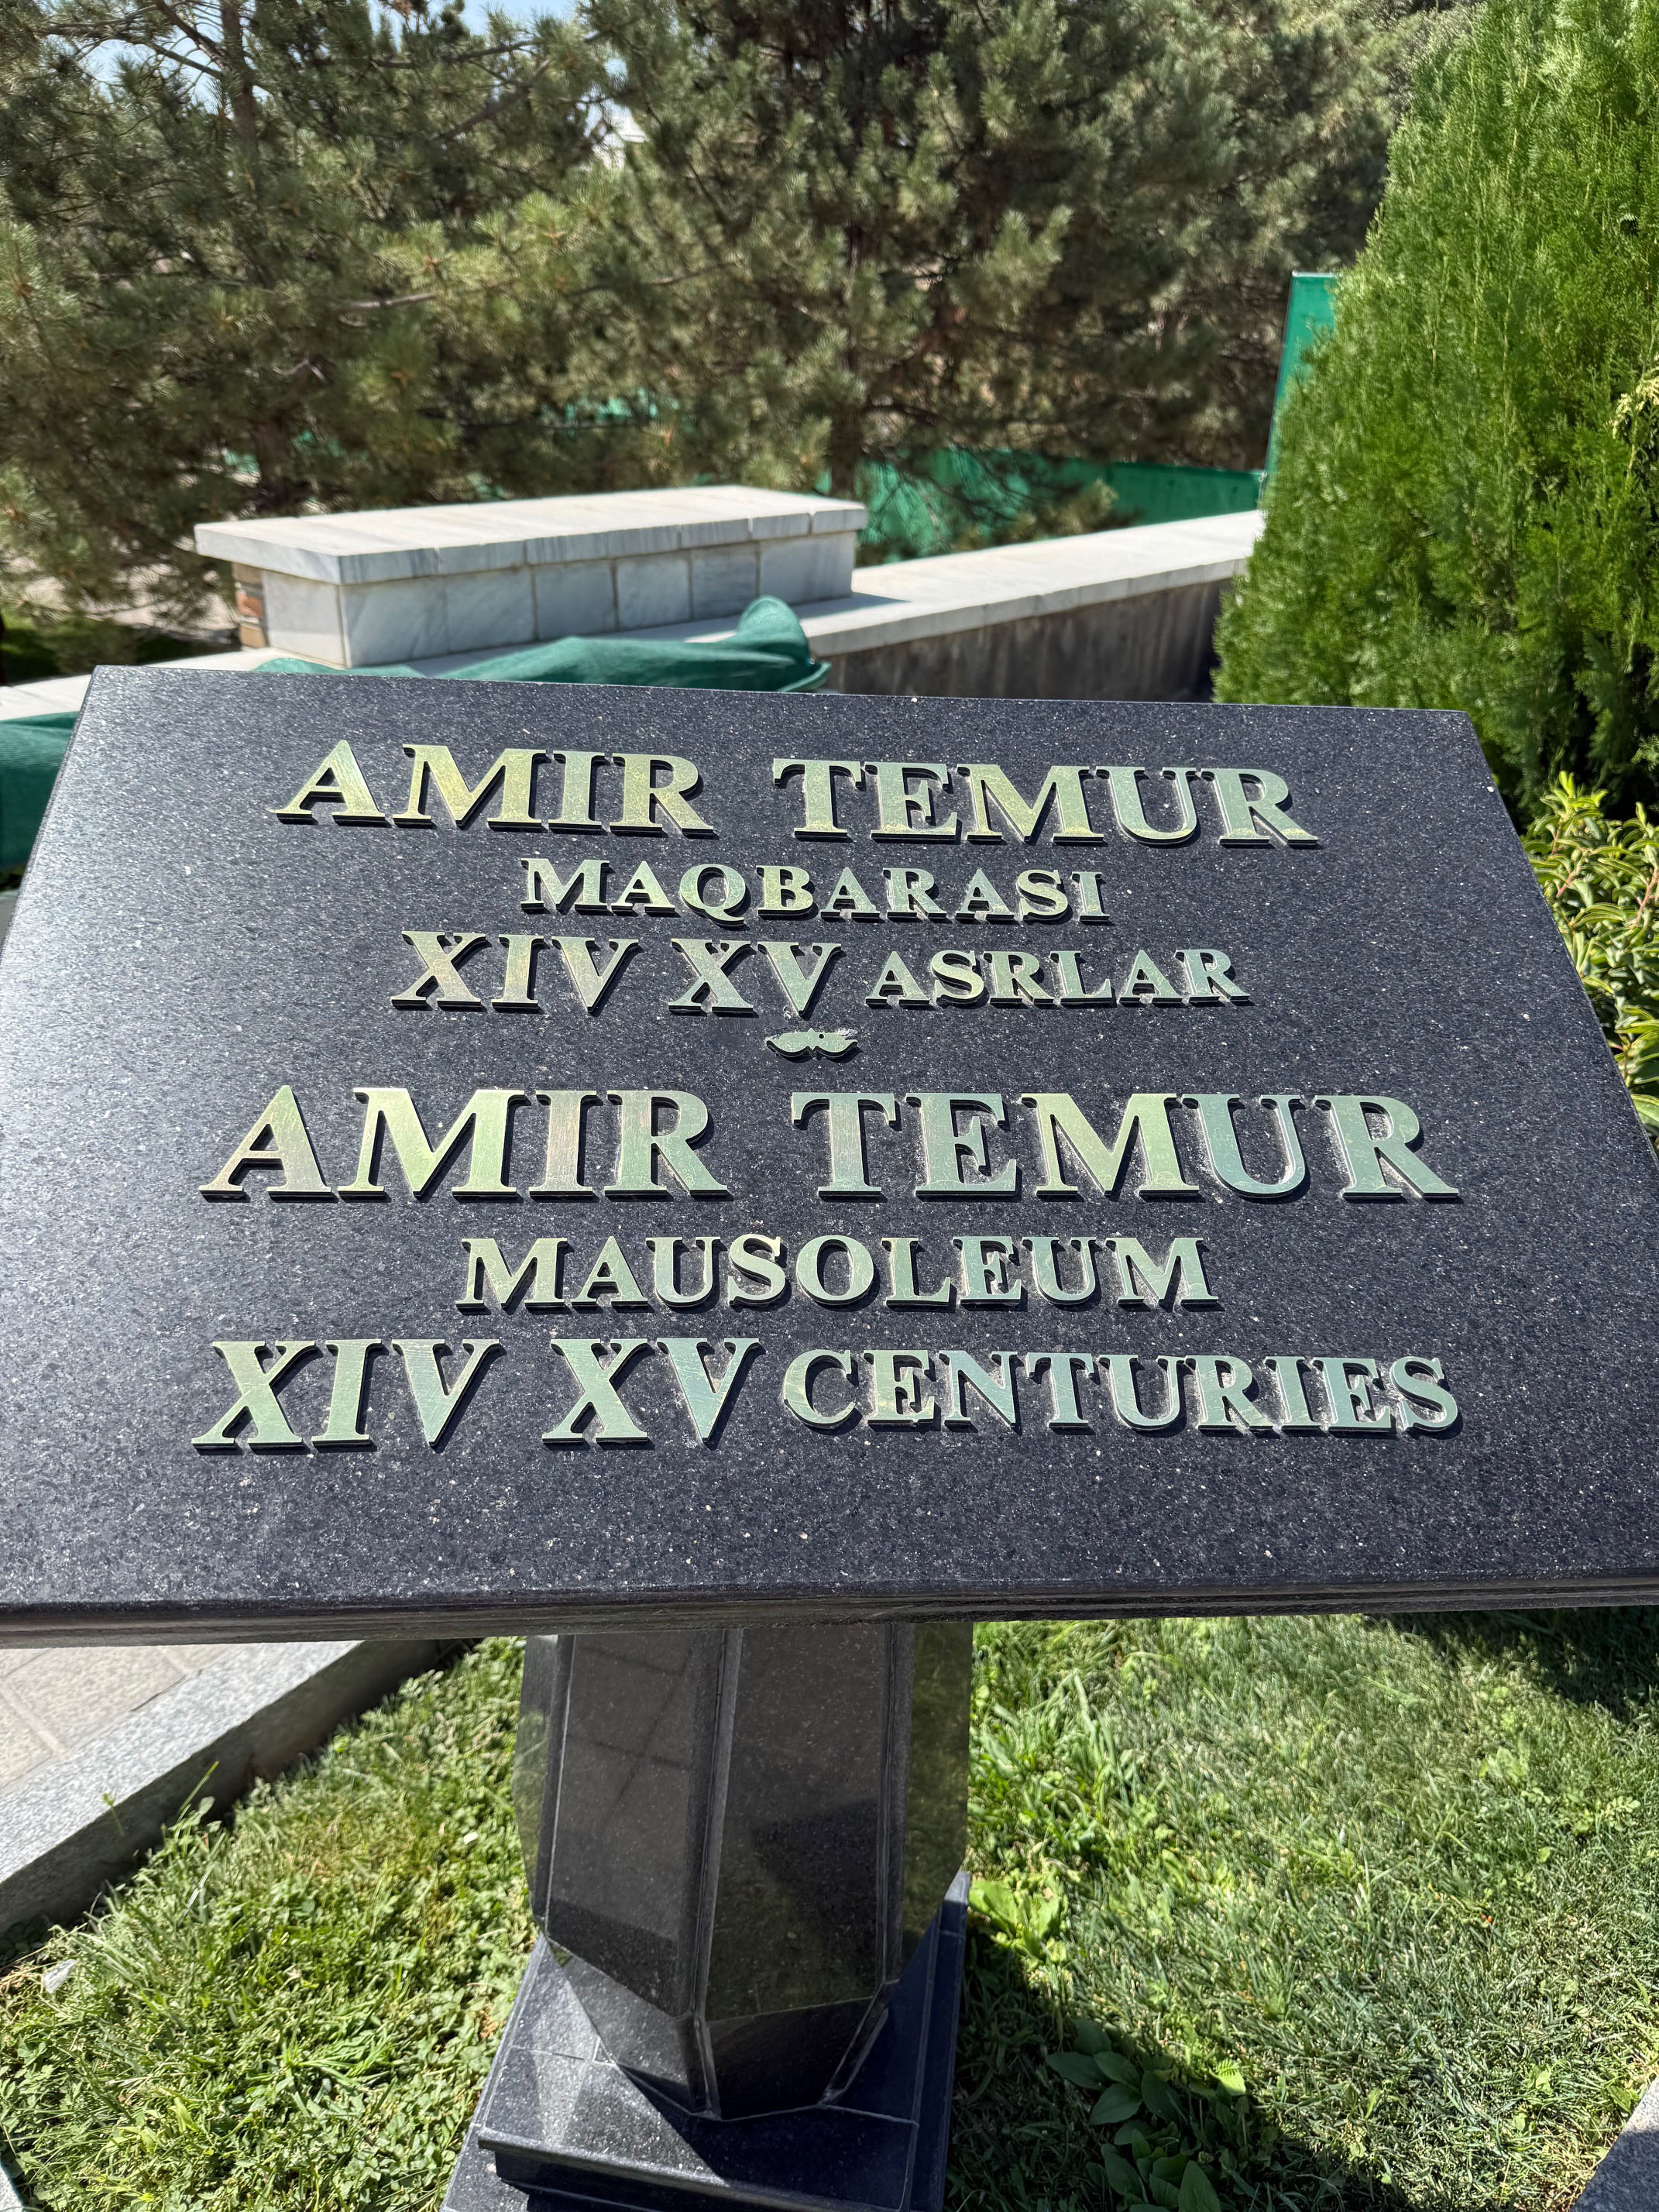 AMIR TEMUR
MAQBARASI
XIV XV ASRLAR
AMIR TEMUR
MAUSOLEUM
XIV XV CENTURIES